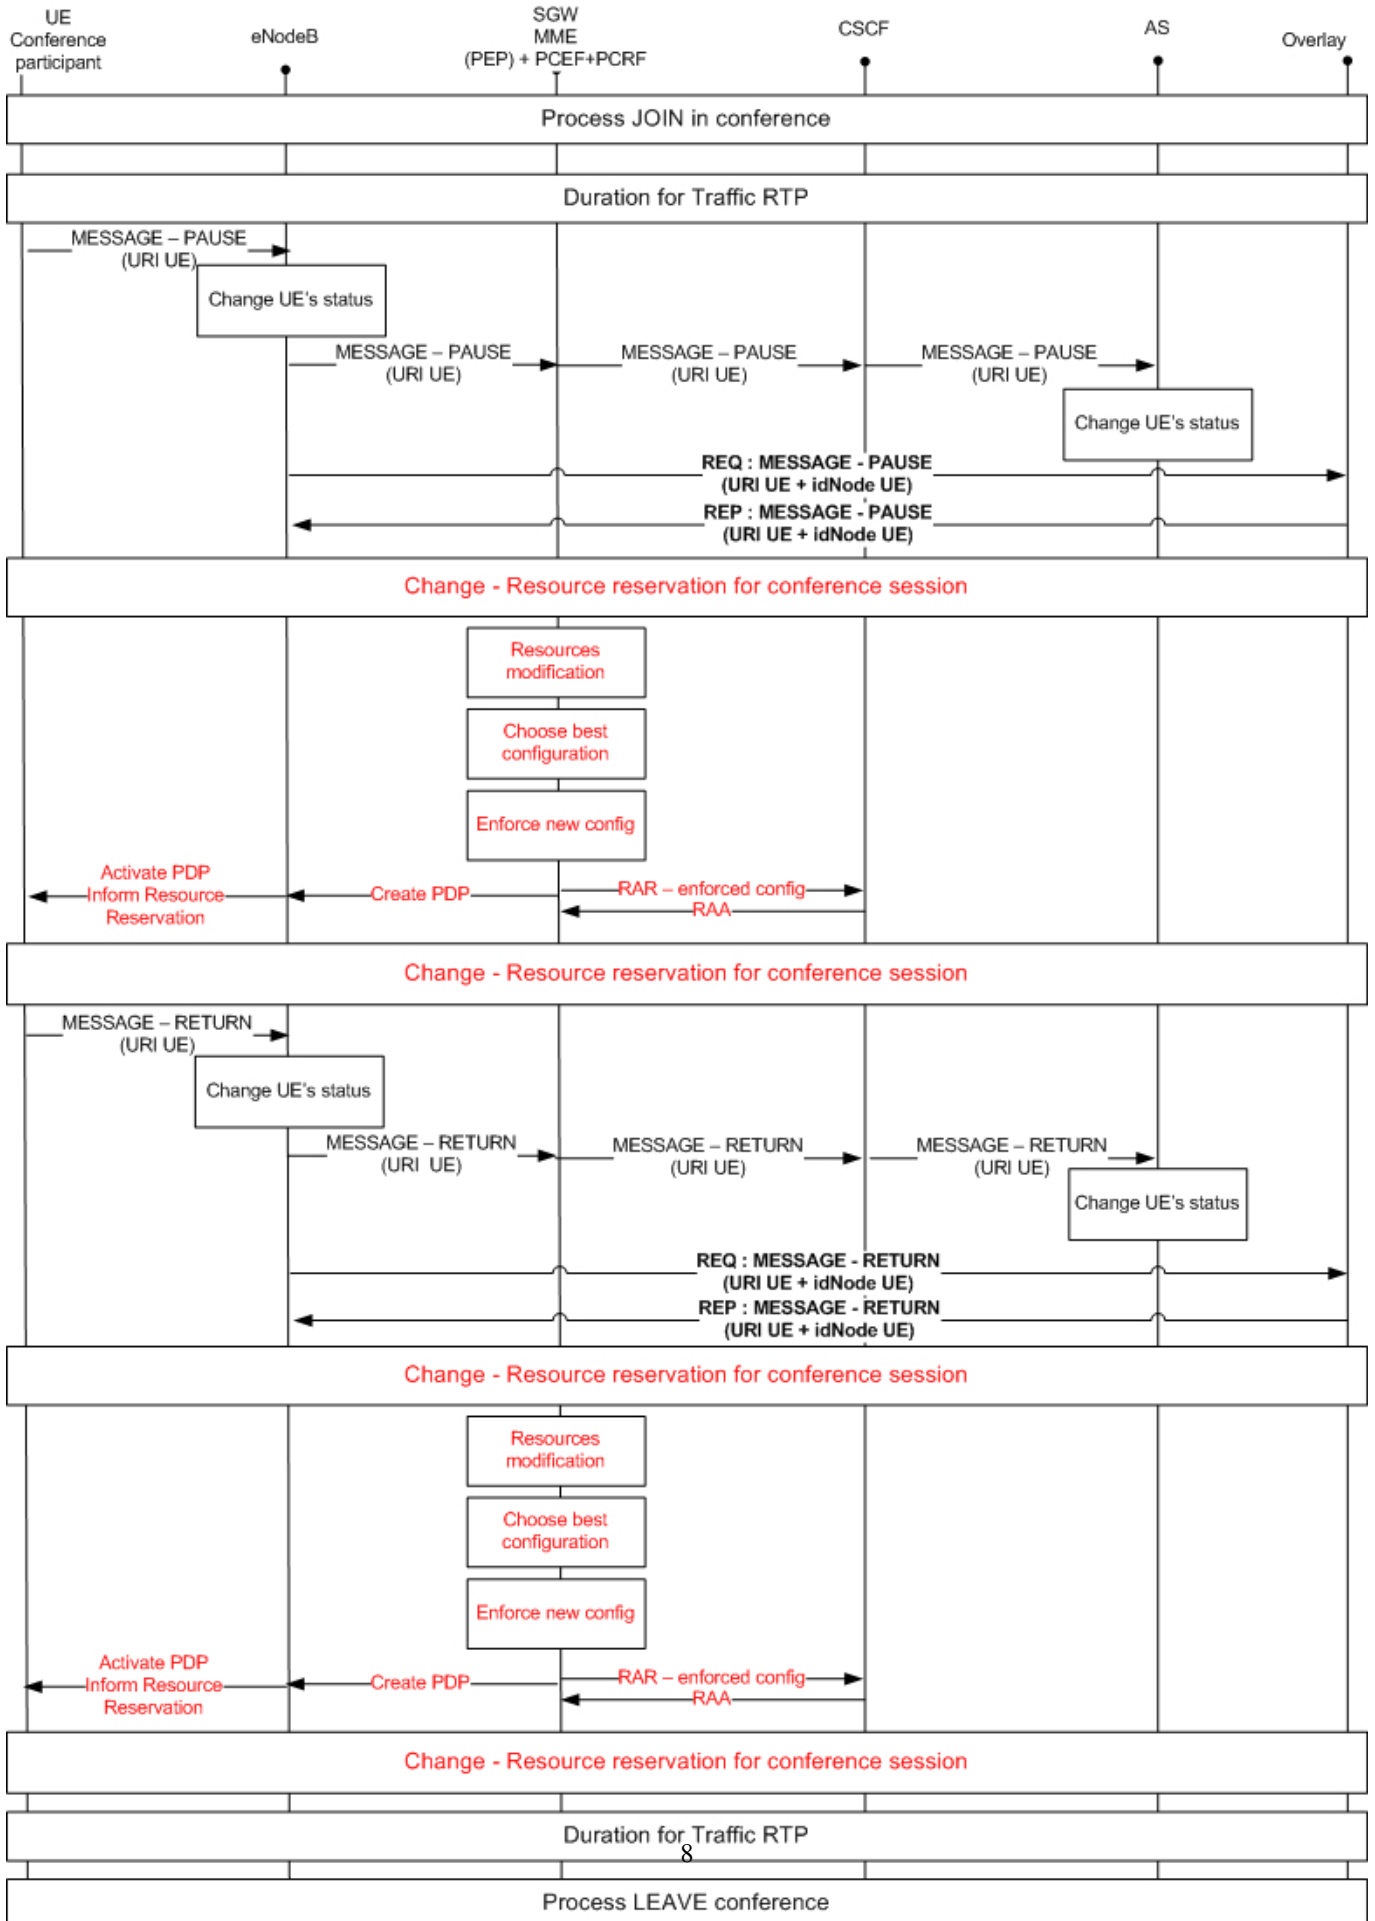 UE
Conference
participant
eNodeB
SGW
MME
(PEP) + PCEF+PCRF
CSCF
AS
Overlay
Process JOIN in conference
Duration for Traffic RTP
MESSAGE – PAUSE
(URI UE)
Change UE's status
MESSAGE – PAUSE
(URI UE)
MESSAGE – PAUSE
(URI UE)
MESSAGE – PAUSE
(URI UE)
Change UE's status
REQ : MESSAGE - PAUSE
(URI UE + idNode UE)
REP : MESSAGE - PAUSE
(URI UE + idNode UE)
Change - Resource reservation for conference session
Resources
modification
Choose best
configuration
Enforce new config
Activate PDP
Inform Resource
Reservation
Create PDP
RAR – enforced config
RAA
Change - Resource reservation for conference session
MESSAGE – RETURN
(URI UE)
Change UE's status
MESSAGE – RETURN
(URI  UE)
MESSAGE – RETURN
(URI UE)
MESSAGE – RETURN
(URI UE)
Change UE's status
REQ : MESSAGE - RETURN
(URI UE + idNode UE)
REP : MESSAGE - RETURN
(URI UE + idNode UE)
Change - Resource reservation for conference session
Resources
modification
Choose best
configuration
Enforce new config
Activate PDP
Inform Resource
Reservation
Create PDP
RAR – enforced config
RAA
Change - Resource reservation for conference session
Duration for Traffic RTP
8
Process LEAVE conference